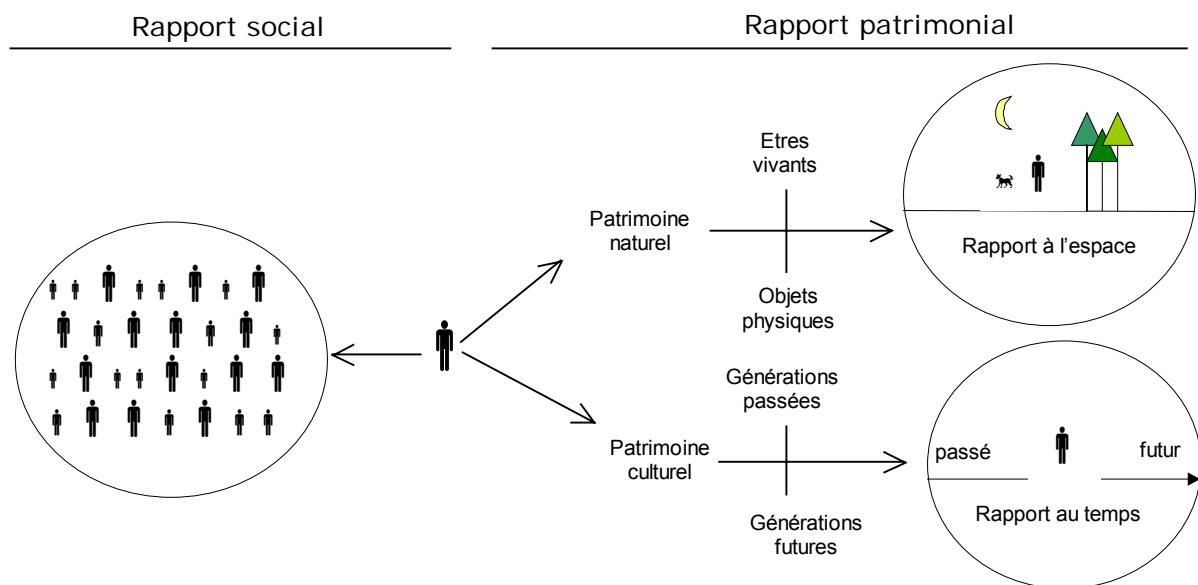 Rapport social
Rapport patrimonial
Etres
vivants
Patrimoine
naturel
Objets
physiques
Rapport à l'espace
Générations
passées
Patrimoine
culturel
Générations
futures
passé
futur
Rapport au temps